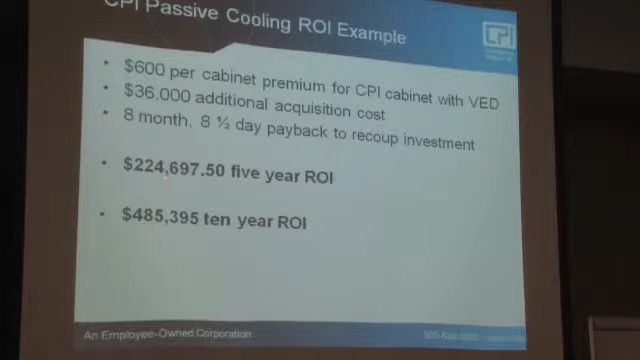 CPI Passive Cooling ROI Example
CPI
• $600 per cabinet premium for CPI cabinet with VED
• $36,000 additional acquisition cost
• 8 month, 8 ½ day payback to recoup investment
• $224,697.50 five year ROI
• $485,395 ten year ROI
An Employee-Owned Corporation